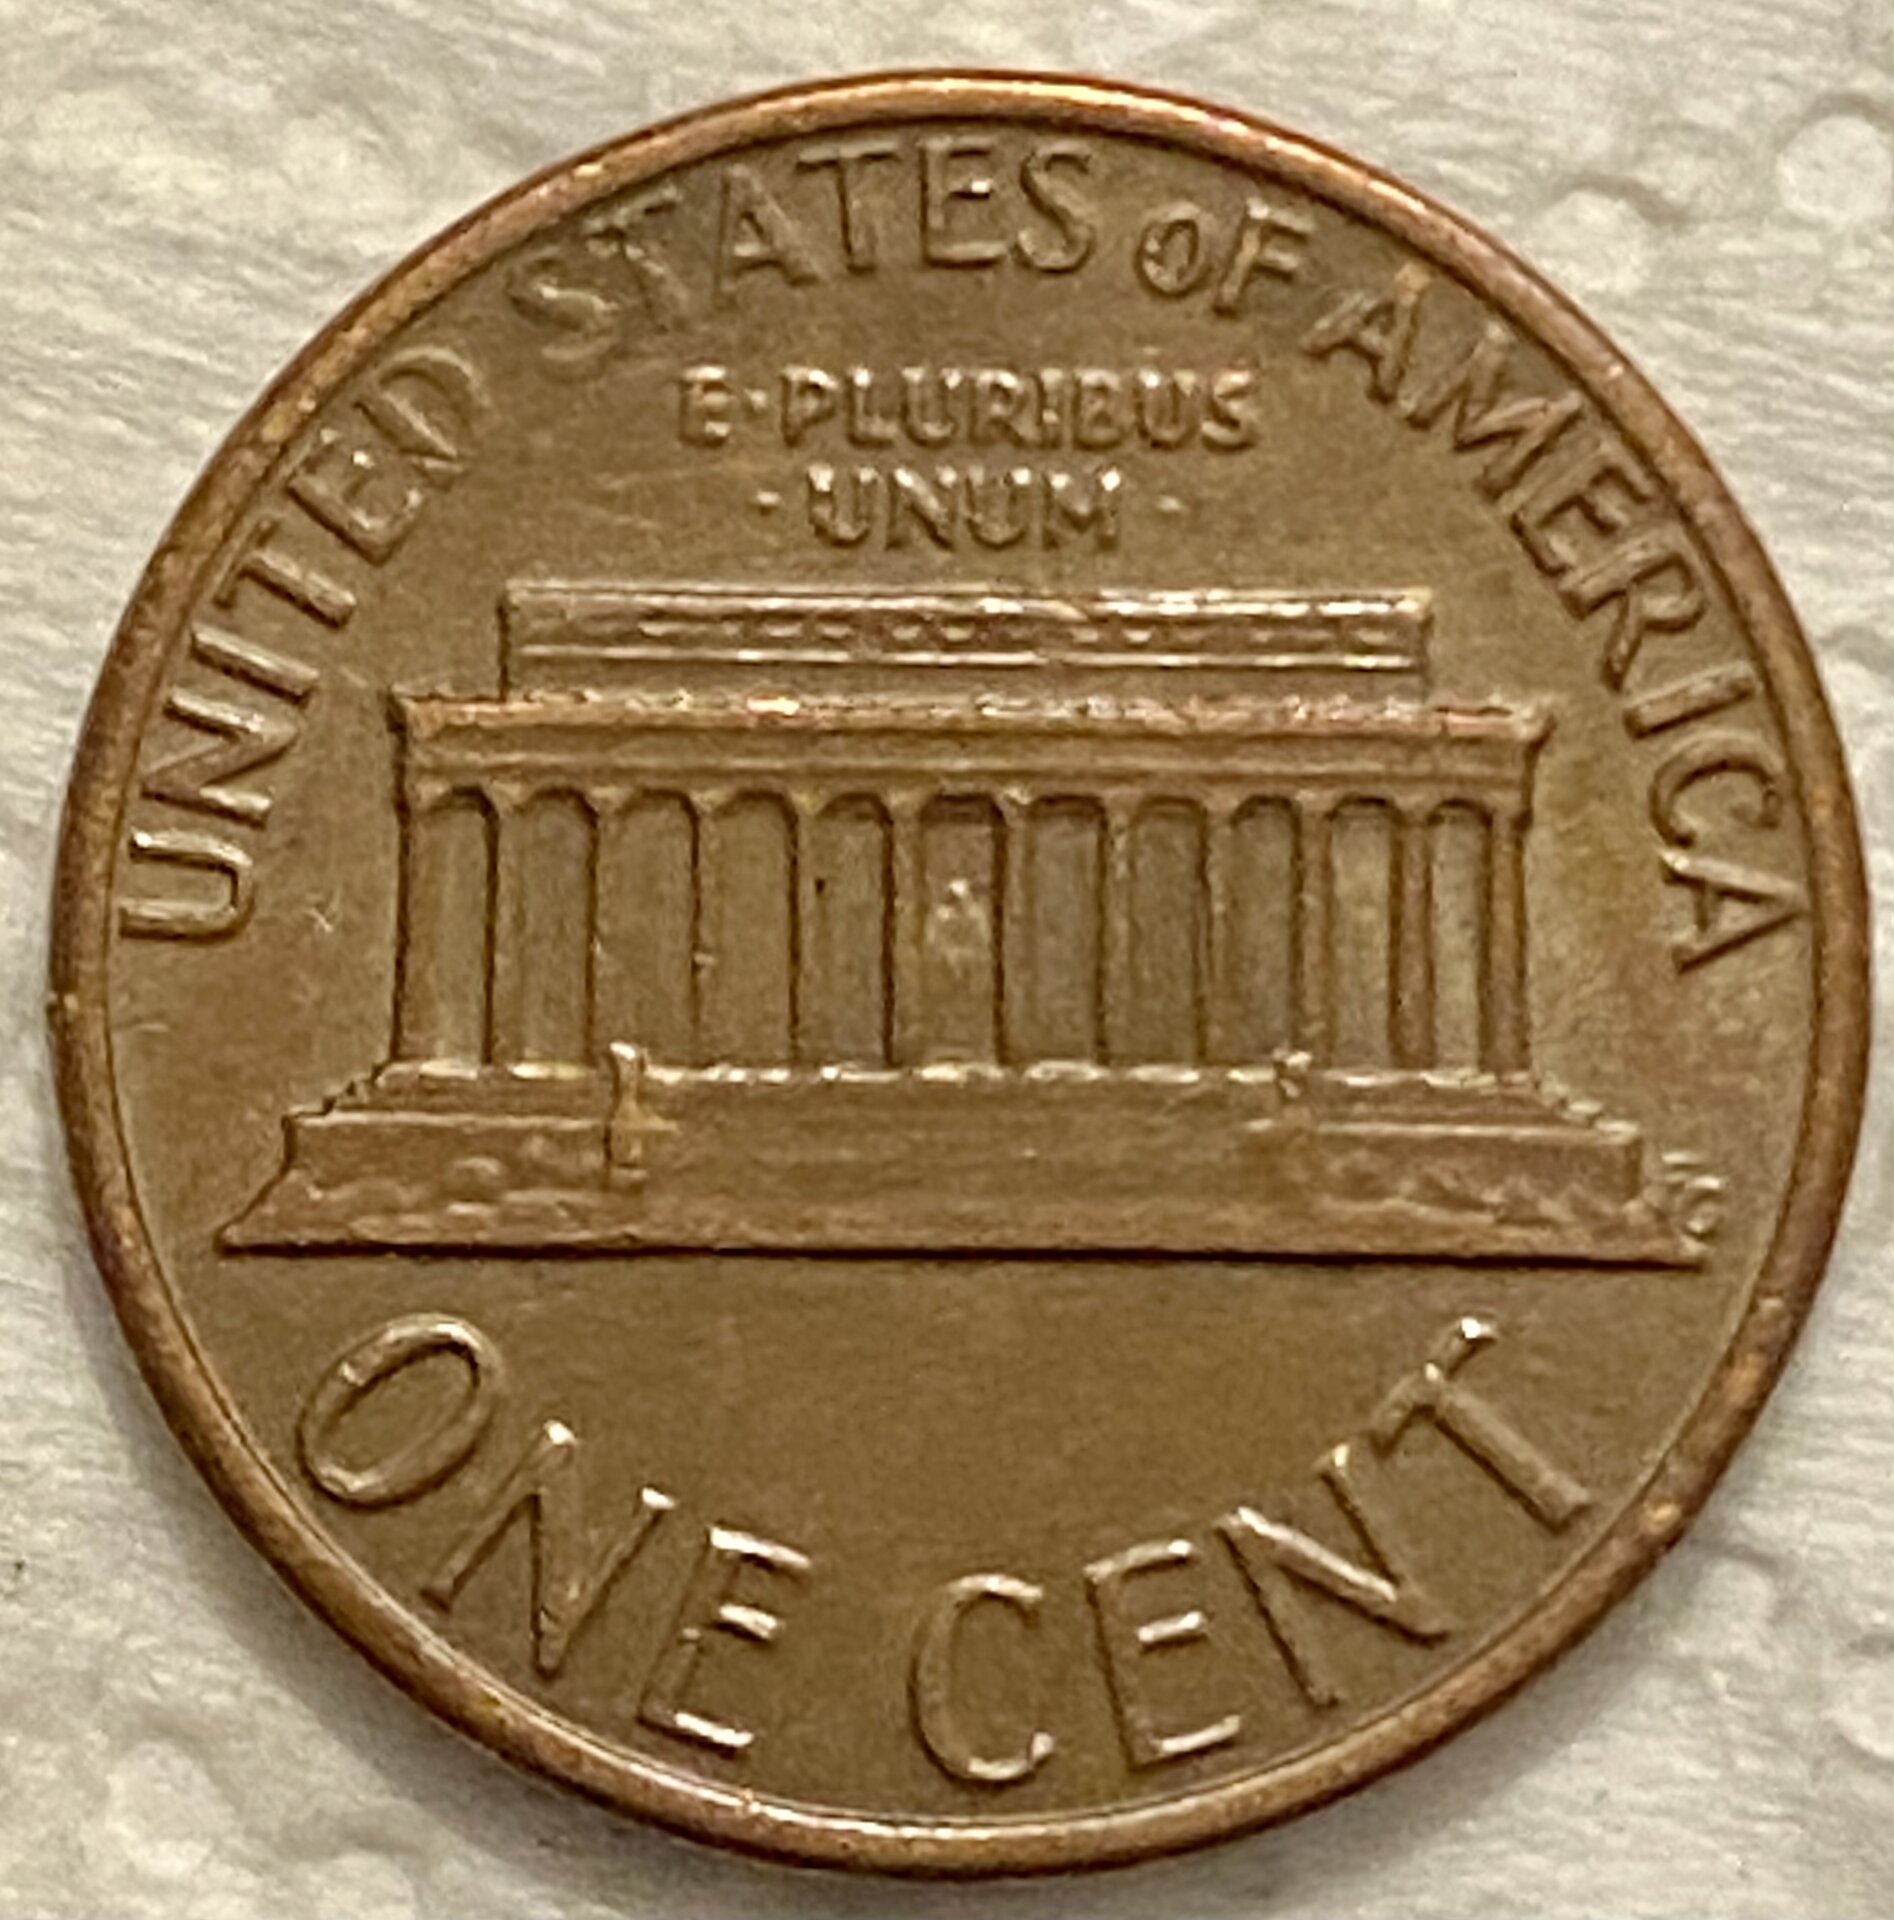 UNITED STATES OF AMERICA
E·PLURIBUS
·UNUM·
ONE CENT